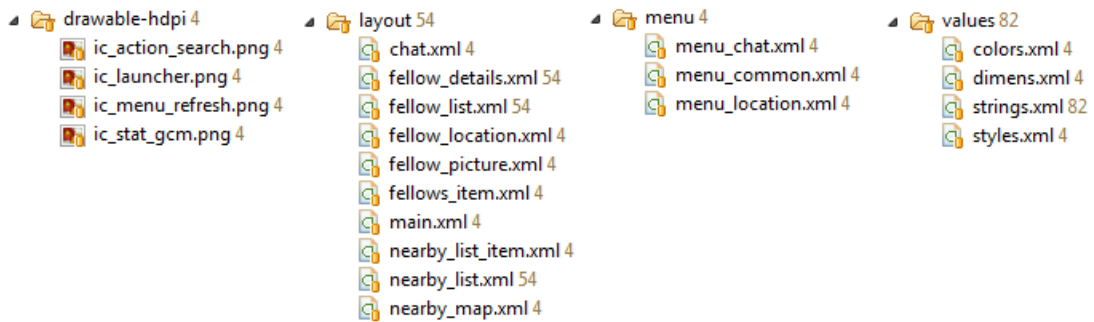 drawable-hdpi 4
ic_action_search.png 4
ic_launcher.png 4
ic_menu_refresh.png 4
ic_stat_gcm.png 4
layout 54
chat.xml 4
fellow_details.xml 54
fellow_list.xml 54
fellow_location.xml 4
fellow_picture.xml 4
fellows_item.xml 4
main.xml 4
nearby_list_item.xml 4
nearby_list.xml 54
nearby_map.xml 4
menu 4
menu_chat.xml 4
menu_common.xml 4
menu_location.xml 4
values 82
colors.xml 4
dimens.xml 4
strings.xml 82
styles.xml 4